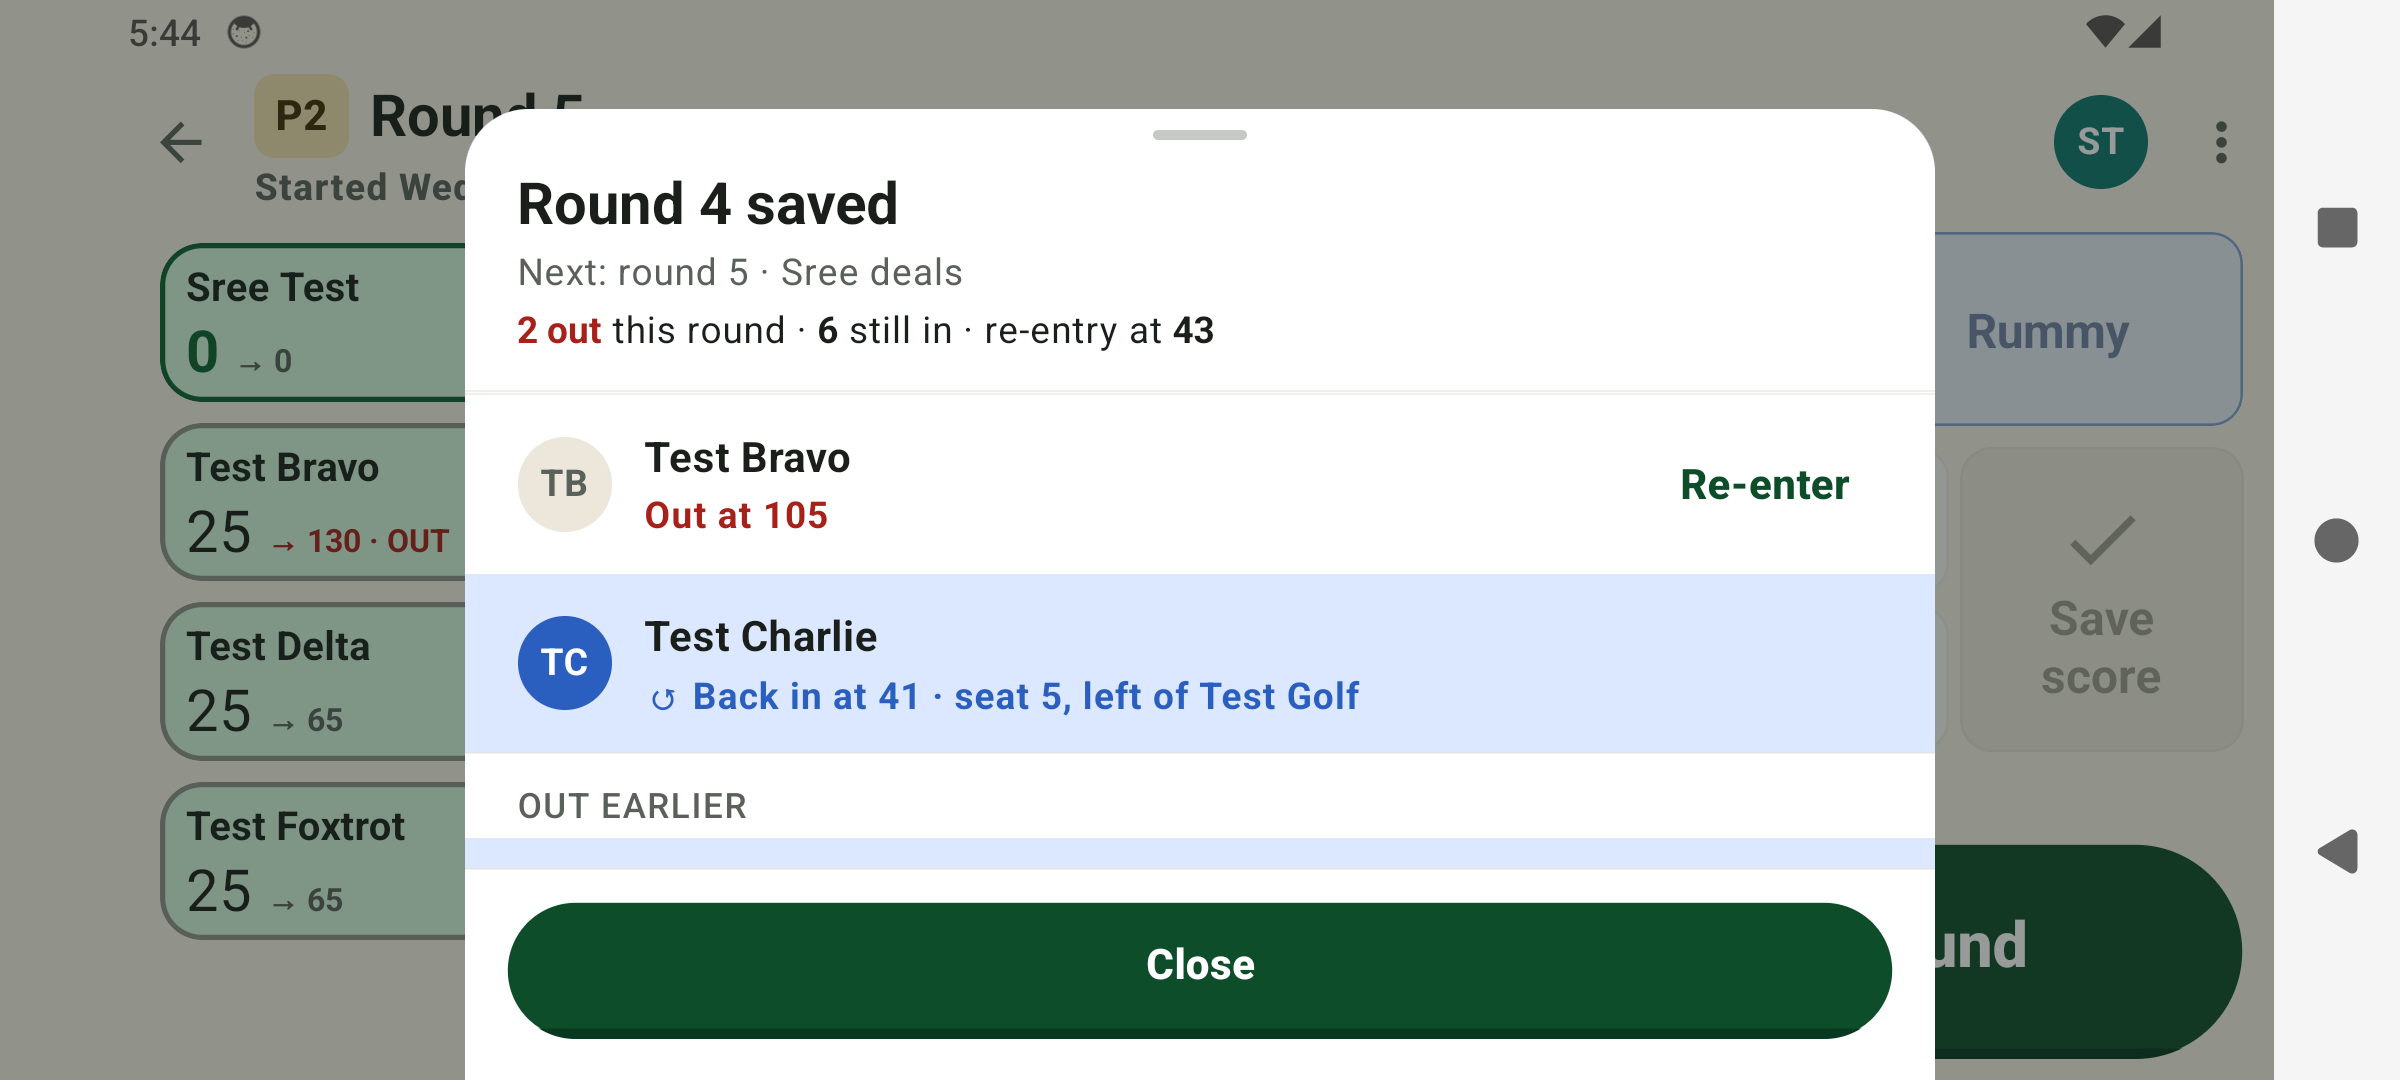 5:44
P2 Round 5
Started Wed
ST
Sree Test
0 → 0
Test Bravo
25 → 130 · OUT
Test Delta
25 → 65
Test Foxtrot
25 → 65
Round 4 saved
Next: round 5 · Sree deals
2 out this round · 6 still in · re-entry at 43
TB
Test Bravo
Out at 105
Re-enter
TC
Test Charlie
↺ Back in at 41 · seat 5, left of Test Golf
OUT EARLIER
Close
Rummy
Save
score
und